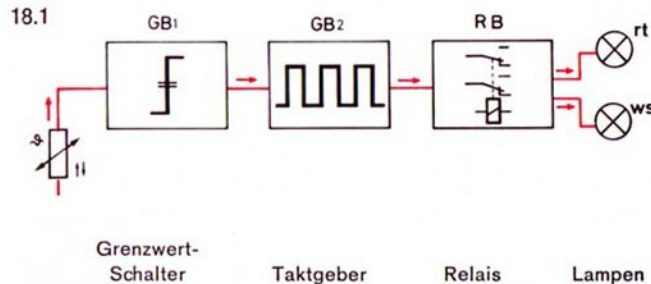 18.1
GB1
GB2
RB
rt
ws
ϑ
Grenzwert-
Schalter
Taktgeber
Relais
Lampen